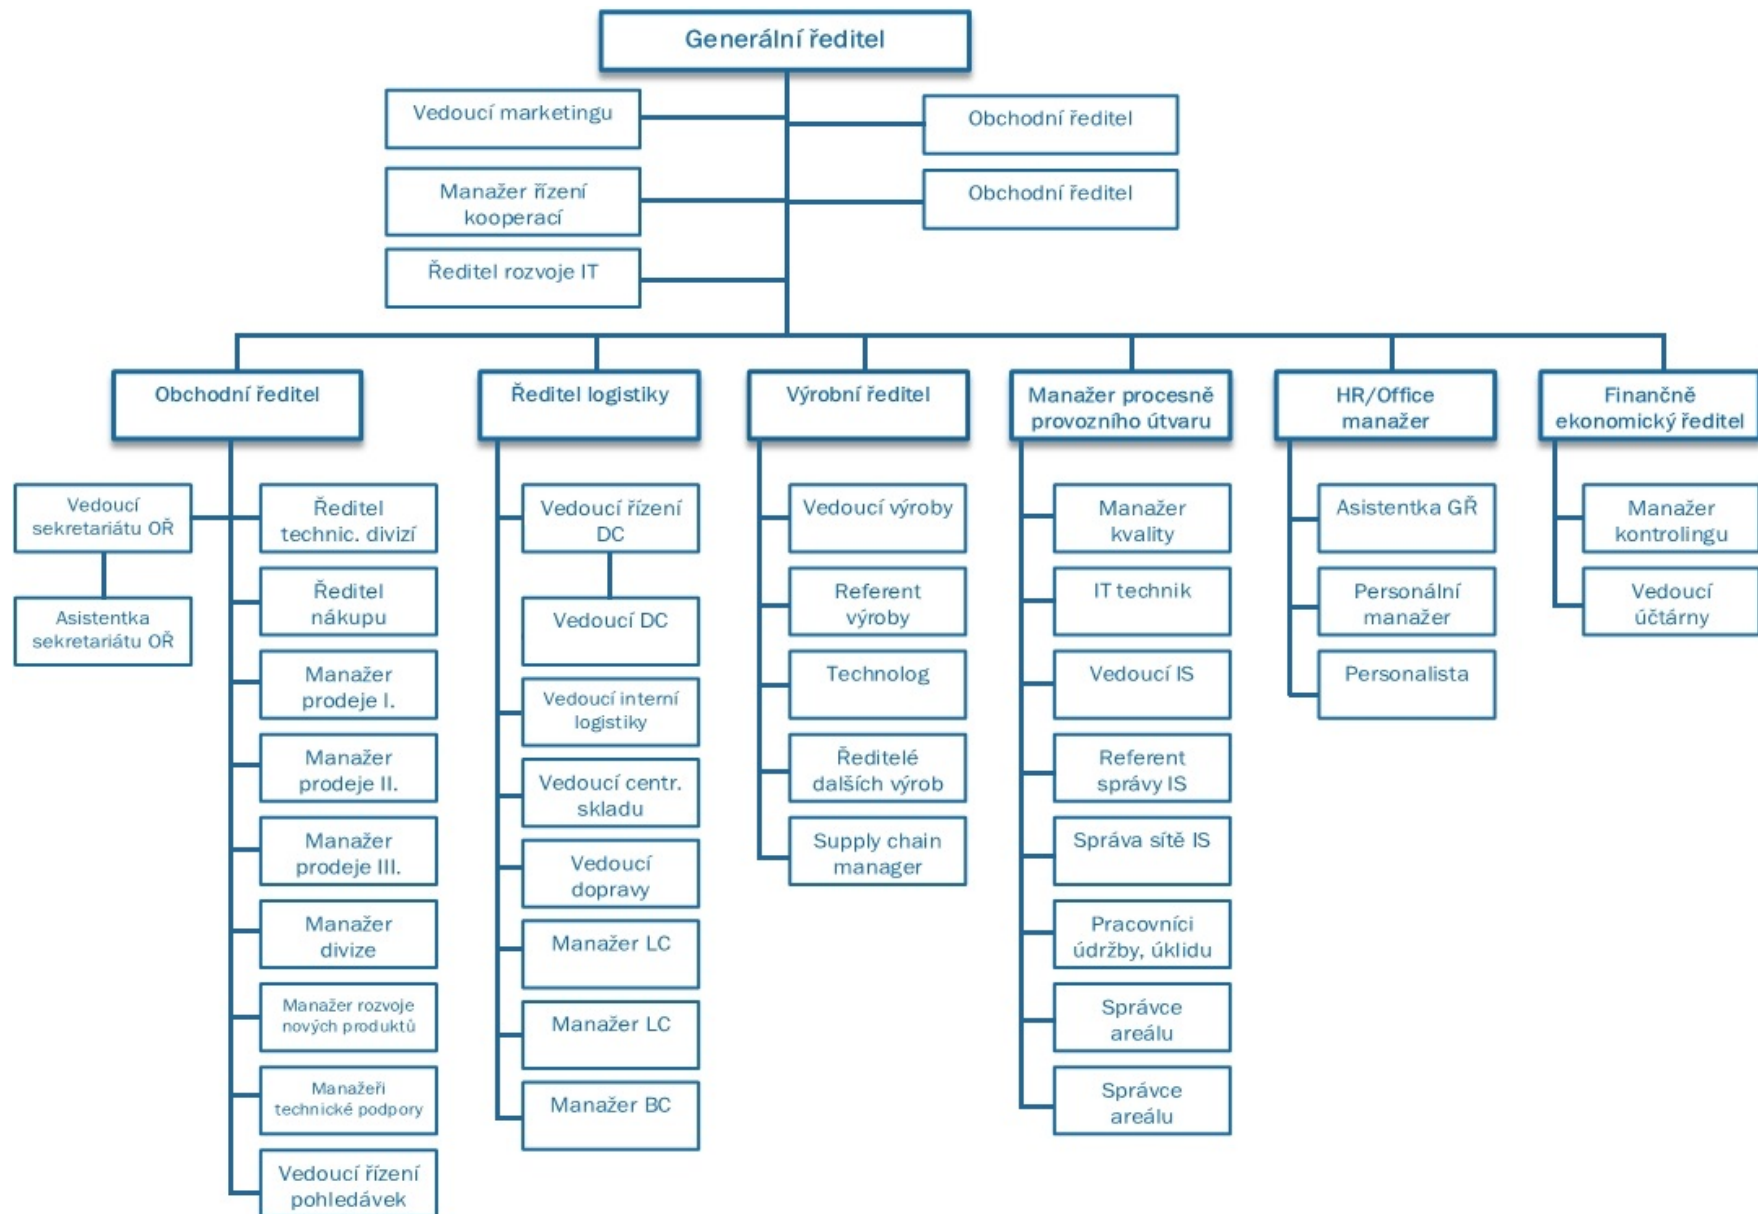 Generální ředitel
Vedoucí marketingu
Obchodní ředitel
Manažer řízení
kooperací
Obchodní ředitel
Ředitel rozvoje IT
Obchodní ředitel
Ředitel logistiky
Výrobní ředitel
Manažer procesně
provozního útvaru
HR/Office
manažer
Finančně
ekonomický ředitel
Vedoucí
sekretariátu OŘ
Asistentka
sekretariátu OŘ
Ředitel
technic. divizí
Ředitel
nákupu
Manažer
prodeje I.
Manažer
prodeje II.
Manažer
prodeje III.
Manažer
divize
Manažer rozvoje
nových produktů
Manažeři
technické podpory
Vedoucí řízení
pohledávek
Vedoucí řízení
DC
Vedoucí DC
Vedoucí interní
logistiky
Vedoucí centr.
skladu
Vedoucí
dopravy
Manažer LC
Manažer LC
Manažer BC
Vedoucí výroby
Referent
výroby
Technolog
Ředitelé
dalších výrob
Supply chain
manager
Manažer
kvality
IT technik
Vedoucí IS
Referent
správy IS
Správa sítě IS
Pracovníci
údržby, úklidu
Správce
areálu
Správce
areálu
Asistentka GŘ
Personální
manažer
Personalista
Manažer
kontrolingu
Vedoucí
účtárny